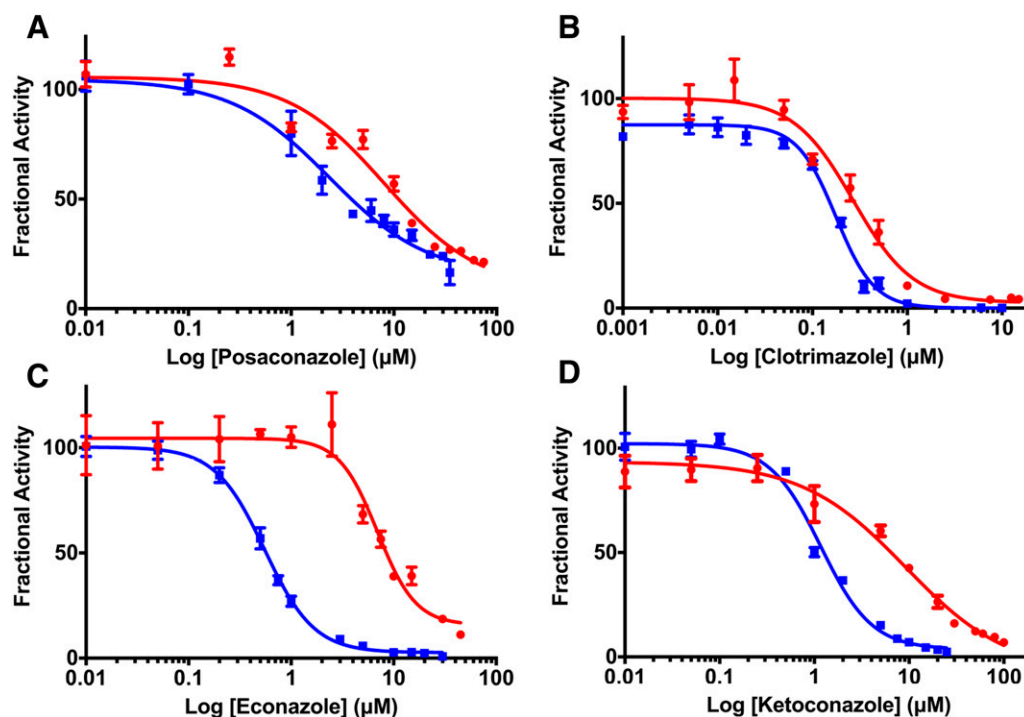 A
Fractional Activity
100
50
0
0.01 0.1 1 10 100
Log [Posaconazole] (µM)
B
Fractional Activity
100
50
0
0.001 0.01 0.1 1 10
Log [Clotrimazole] (µM)
C
Fractional Activity
100
50
0
0.01 0.1 1 10 100
Log [Econazole] (µM)
D
Fractional Activity
100
50
0
0.01 0.1 1 10 100
Log [Ketoconazole] (µM)